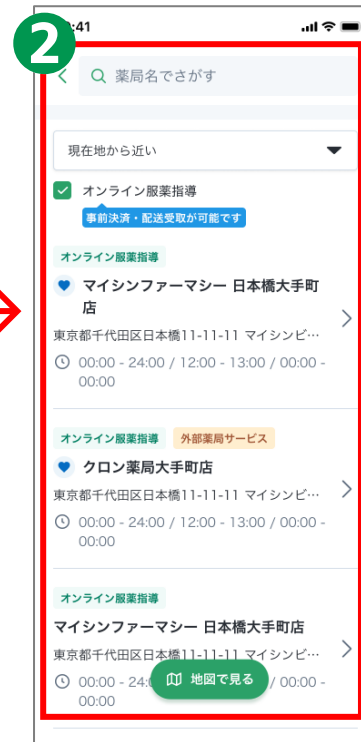 2
:41
薬局名でさがす
現在地から近い
オンライン服薬指導
事前決済・配送受取が可能です
オンライン服薬指導
マイシンファーマシー 日本橋大手町
店
東京都千代田区日本橋11-11-11 マイシンビ…
00:00 - 24:00 / 12:00 - 13:00 / 00:00 -
00:00
オンライン服薬指導 外部薬局サービス
クロン薬局大手町店
東京都千代田区日本橋11-11-11 マイシンビ…
00:00 - 24:00 / 12:00 - 13:00 / 00:00 -
00:00
オンライン服薬指導
マイシンファーマシー 日本橋大手町店
東京都千代田区日本橋11-11-11 マイシンビ…
00:00 - 24: 地図で見る / 00:00 -
00:00